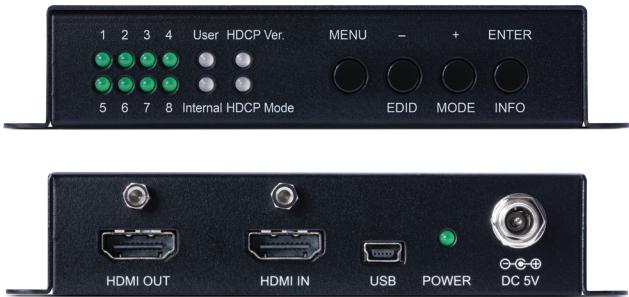 1 2 3 4 User HDCP Ver. MENU – + ENTER
5 6 7 8 Internal HDCP Mode EDID MODE INFO
HDMI OUT HDMI IN USB POWER DC 5V